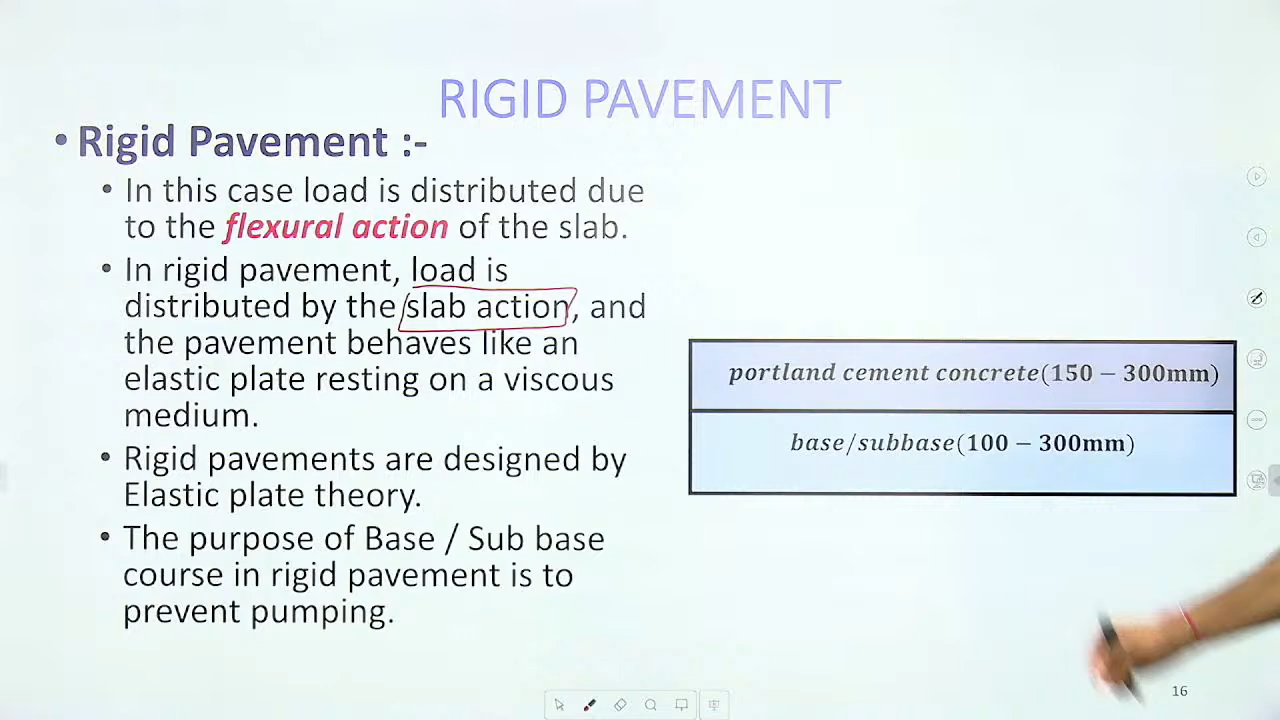 RIGID PAVEMENT
• Rigid Pavement :-
• In this case load is distributed due
to the flexural action of the slab.
• In rigid pavement, load is
distributed by the slab action, and
the pavement behaves like an
elastic plate resting on a viscous
medium.
• Rigid pavements are designed by
Elastic plate theory.
• The purpose of Base / Sub base
course in rigid pavement is to
prevent pumping.
portland cement concrete(150 – 300mm)
base/subbase(100 – 300mm)
16